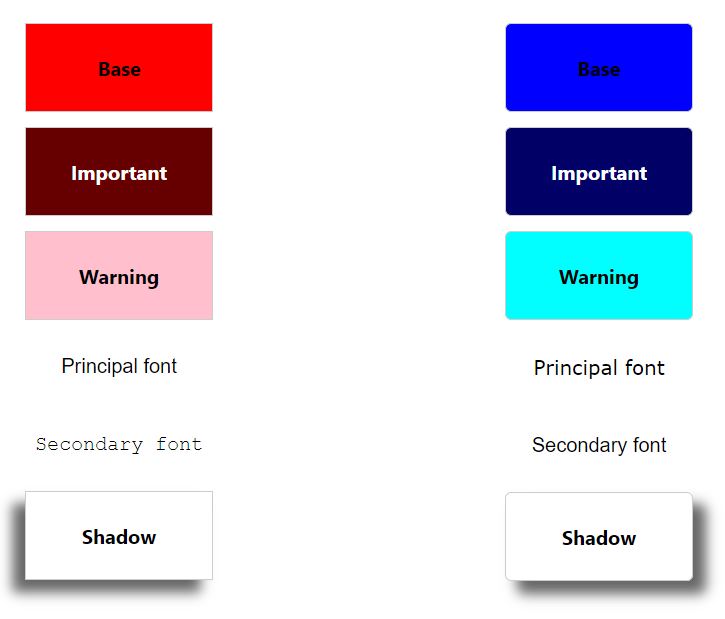 Base
Important
Warning
Principal font
Secondary font
Shadow
Base
Important
Warning
Principal font
Secondary font
Shadow